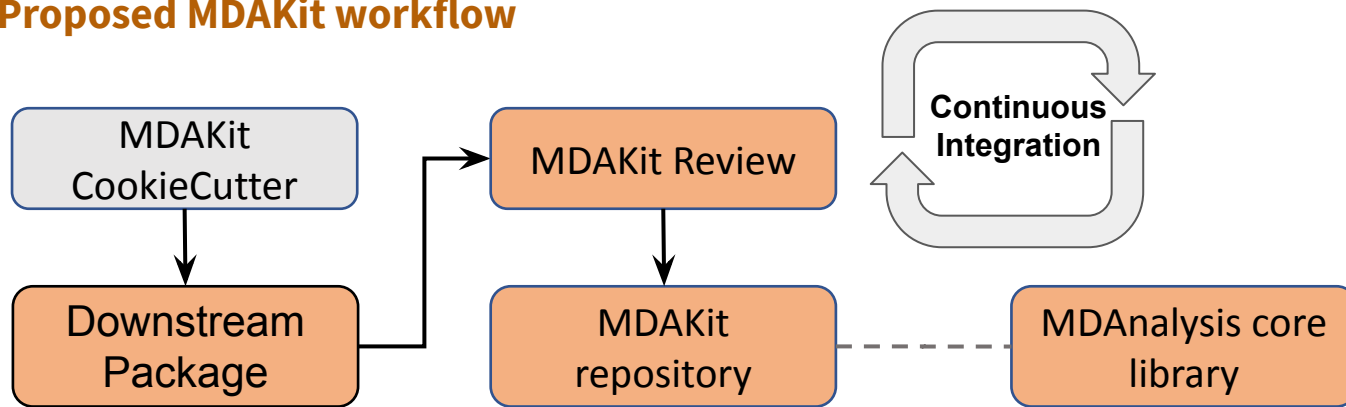 Proposed MDAKit workflow
MDAKit
CookieCutter
Downstream
Package
MDAKit Review
MDAKit
repository
Continuous
Integration
MDAnalysis core
library